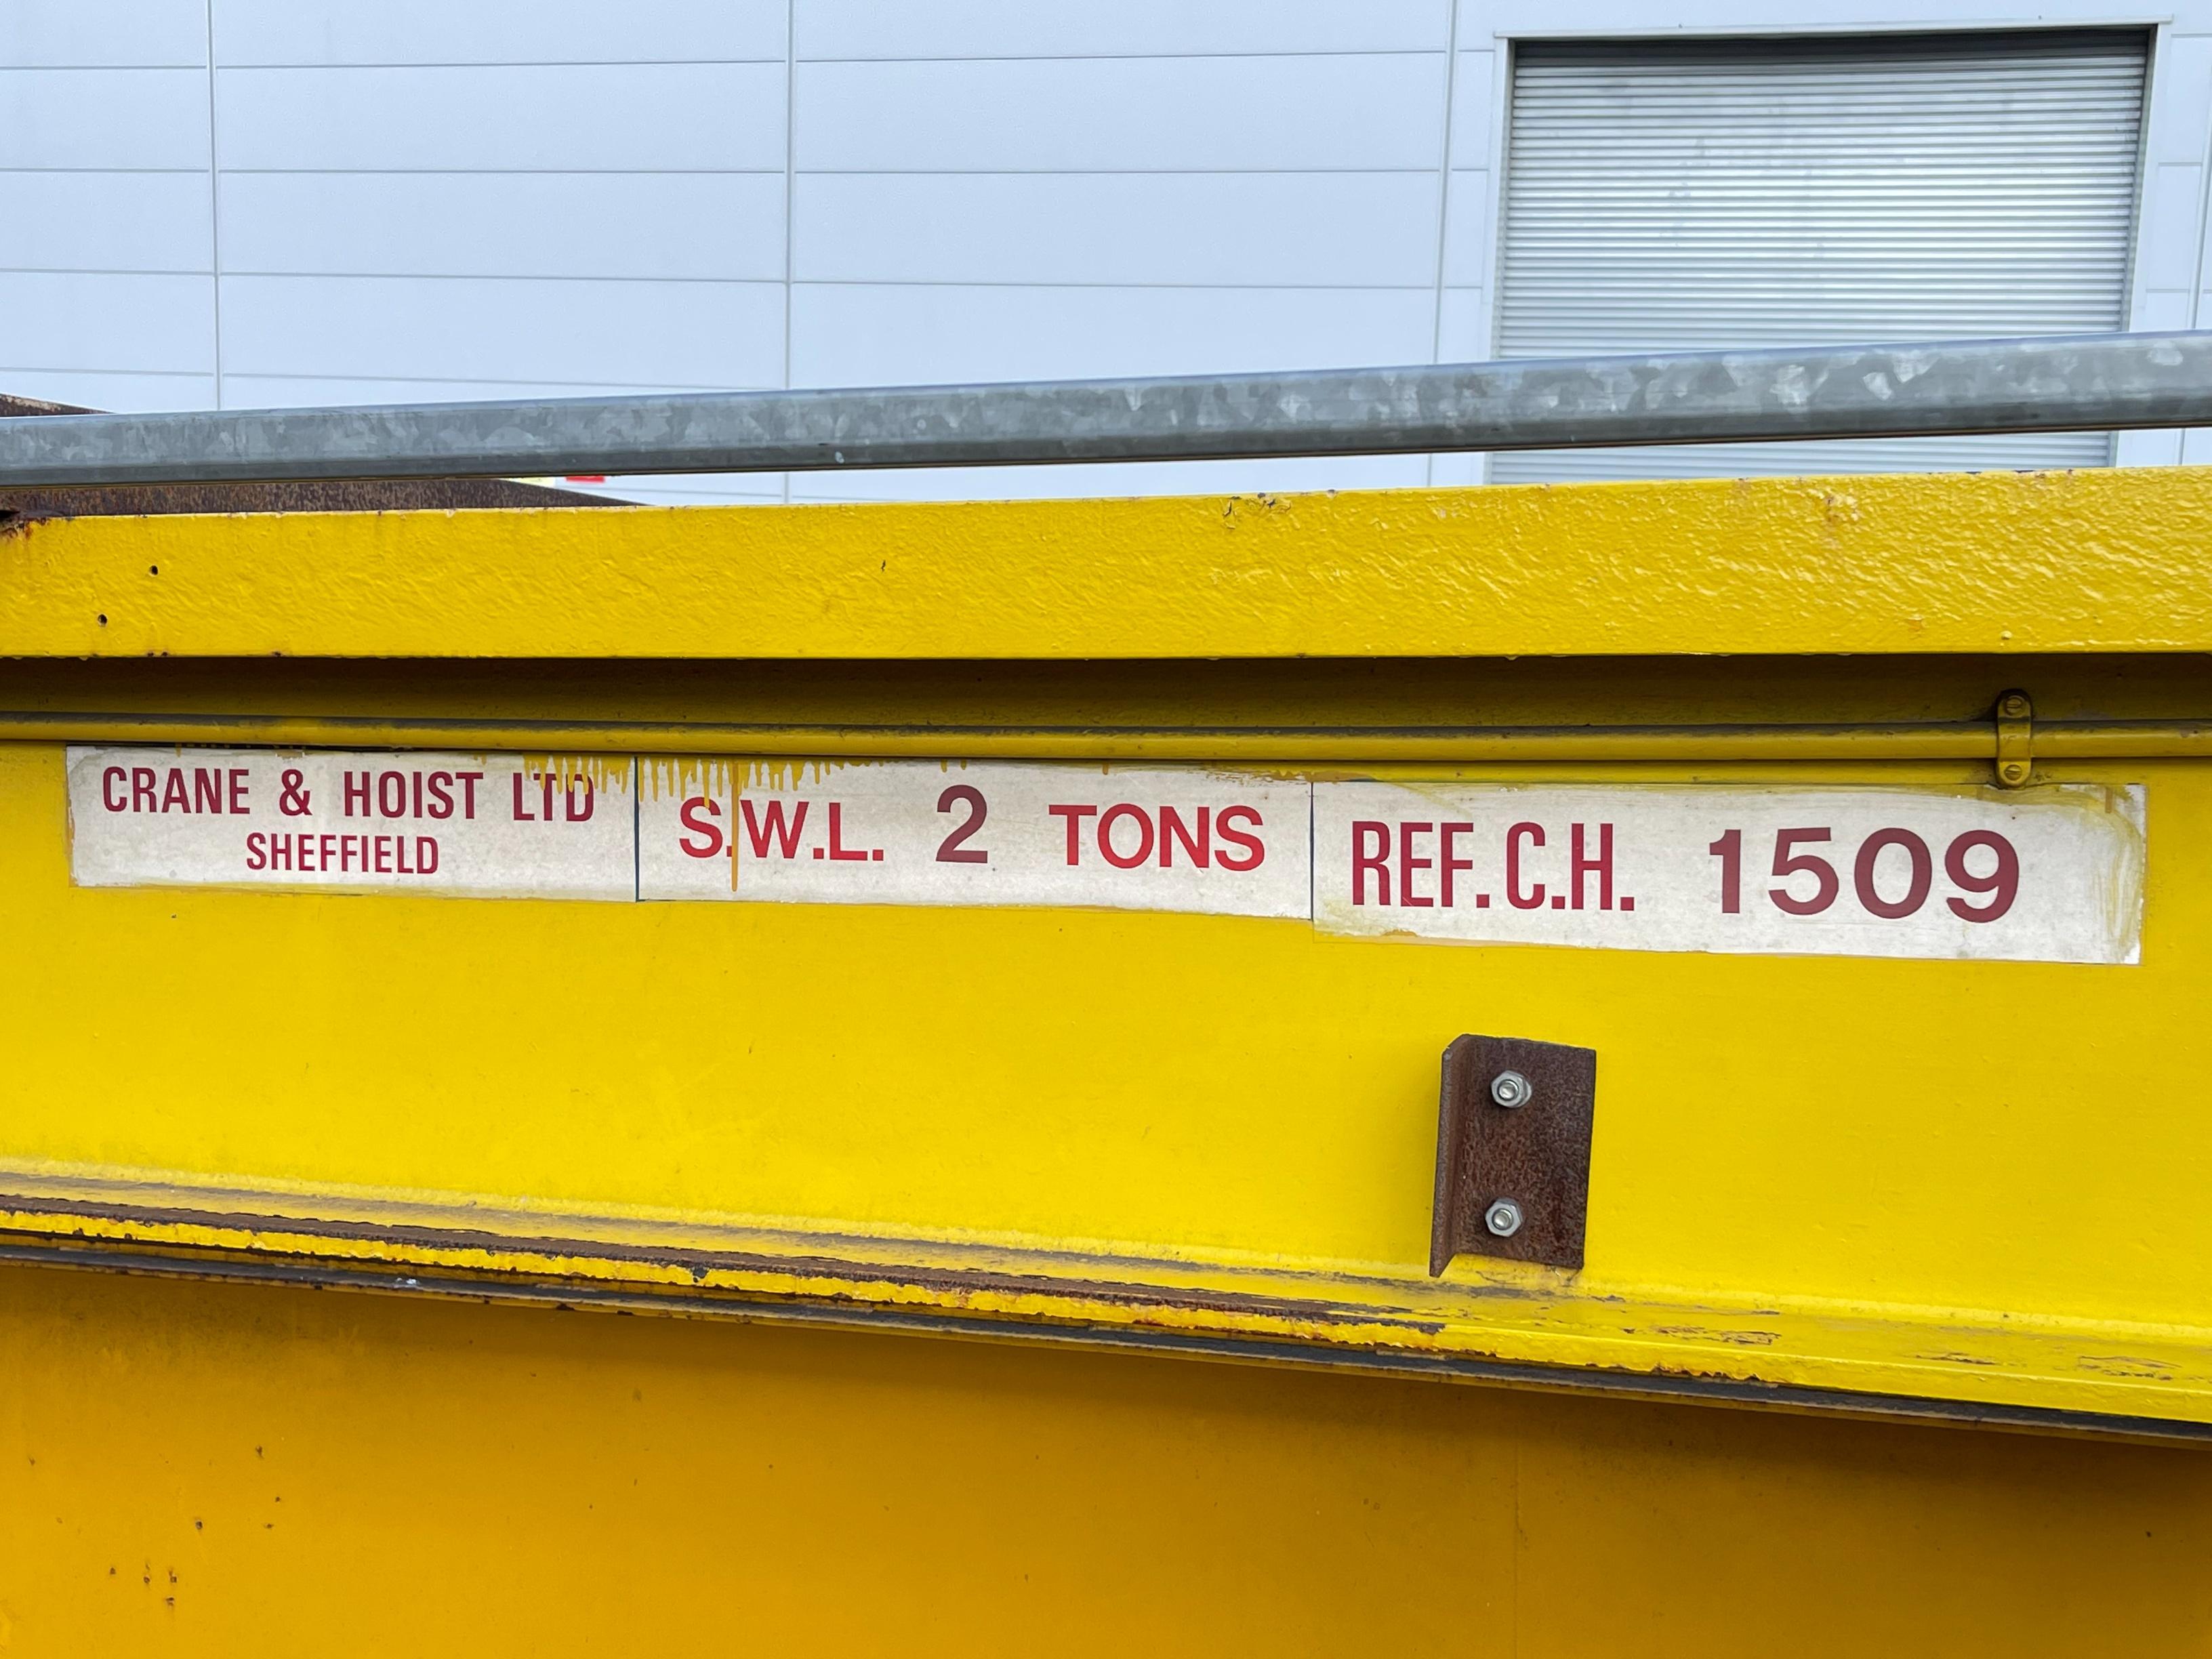 CRANE & HOIST LTD
SHEFFIELD
S.W.L. 2 TONS
REF. C.H. 1509